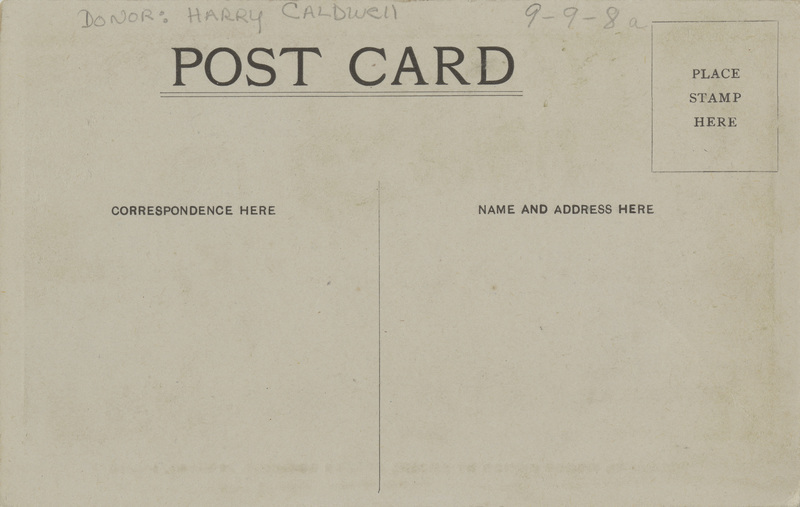 DONOR: HARRY CALDWELL
9-9-8a
POST CARD
PLACE
STAMP
HERE
CORRESPONDENCE HERE
NAME AND ADDRESS HERE